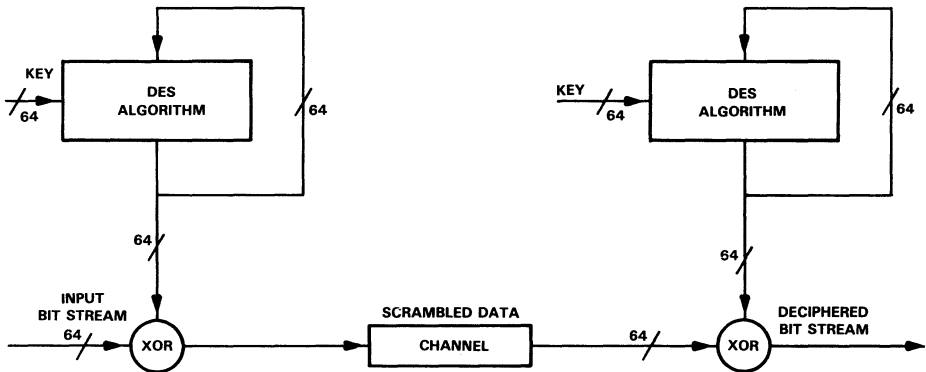 KEY
64
DES
ALGORITHM
64
64
INPUT
BIT STREAM
64
XOR
SCRAMBLED DATA
CHANNEL
KEY
64
DES
ALGORITHM
64
64
64
XOR
DECIPHERED
BIT STREAM